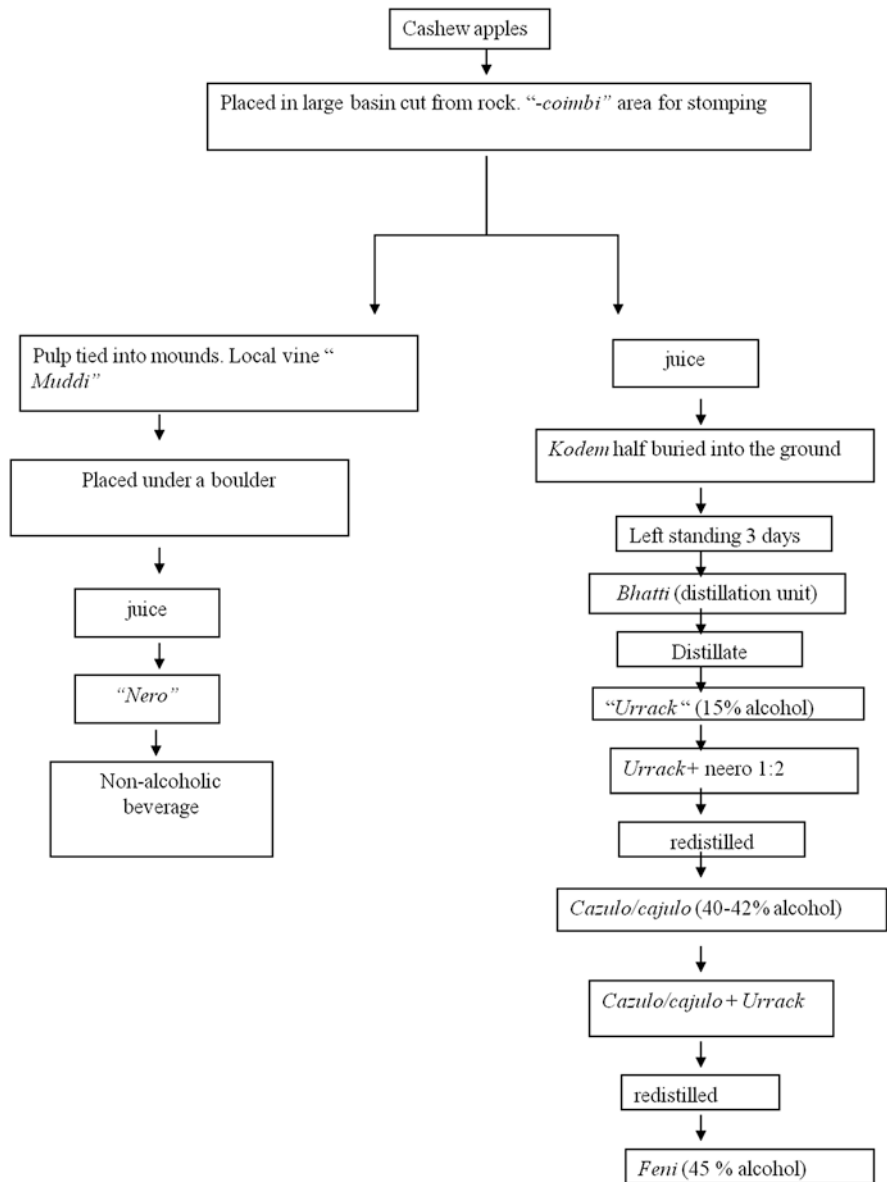 Cashew apples
Placed in large basin cut from rock. “-coimbi” area for stomping
Pulp tied into mounds. Local vine “
Muddi”
Placed under a boulder
juice
“Nero”
Non-alcoholic
beverage
juice
Kodem half buried into the ground
Left standing 3 days
Bhatti (distillation unit)
Distillate
“Urrack“ (15% alcohol)
Urrack+ neero 1:2
redistilled
Cazulo/cajulo (40-42% alcohol)
Cazulo/cajulo + Urrack
redistilled
Feni (45 % alcohol)